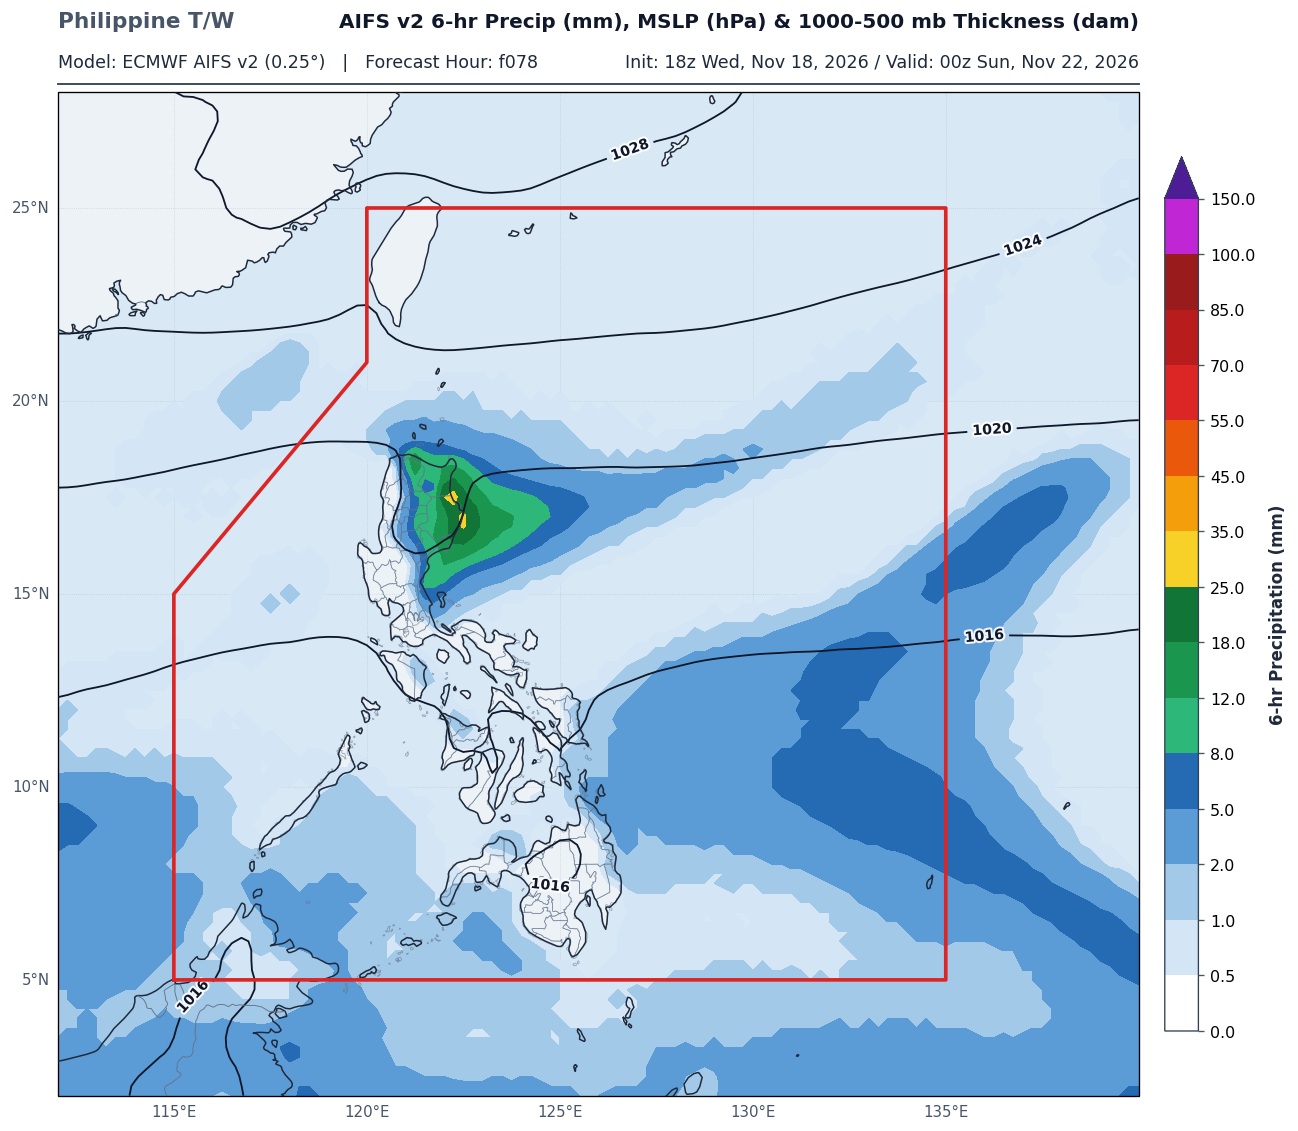 Philippine T/W
AIFS v2 6-hr Precip (mm), MSLP (hPa) & 1000-500 mb Thickness (dam)
Model: ECMWF AIFS v2 (0.25°) | Forecast Hour: f078
Init: 18z Wed, Nov 18, 2026 / Valid: 00z Sun, Nov 22, 2026
1028
150.0
25°N
1024
100.0
85.0
70.0
20°N
1020
55.0
45.0
35.0
15°N
25.0
1016
18.0
12.0
10°N
8.0
5.0
2.0
1016
1.0
5°N
0.5
1016
0.0
6-hr Precipitation (mm)
115°E
120°E
125°E
130°E
135°E